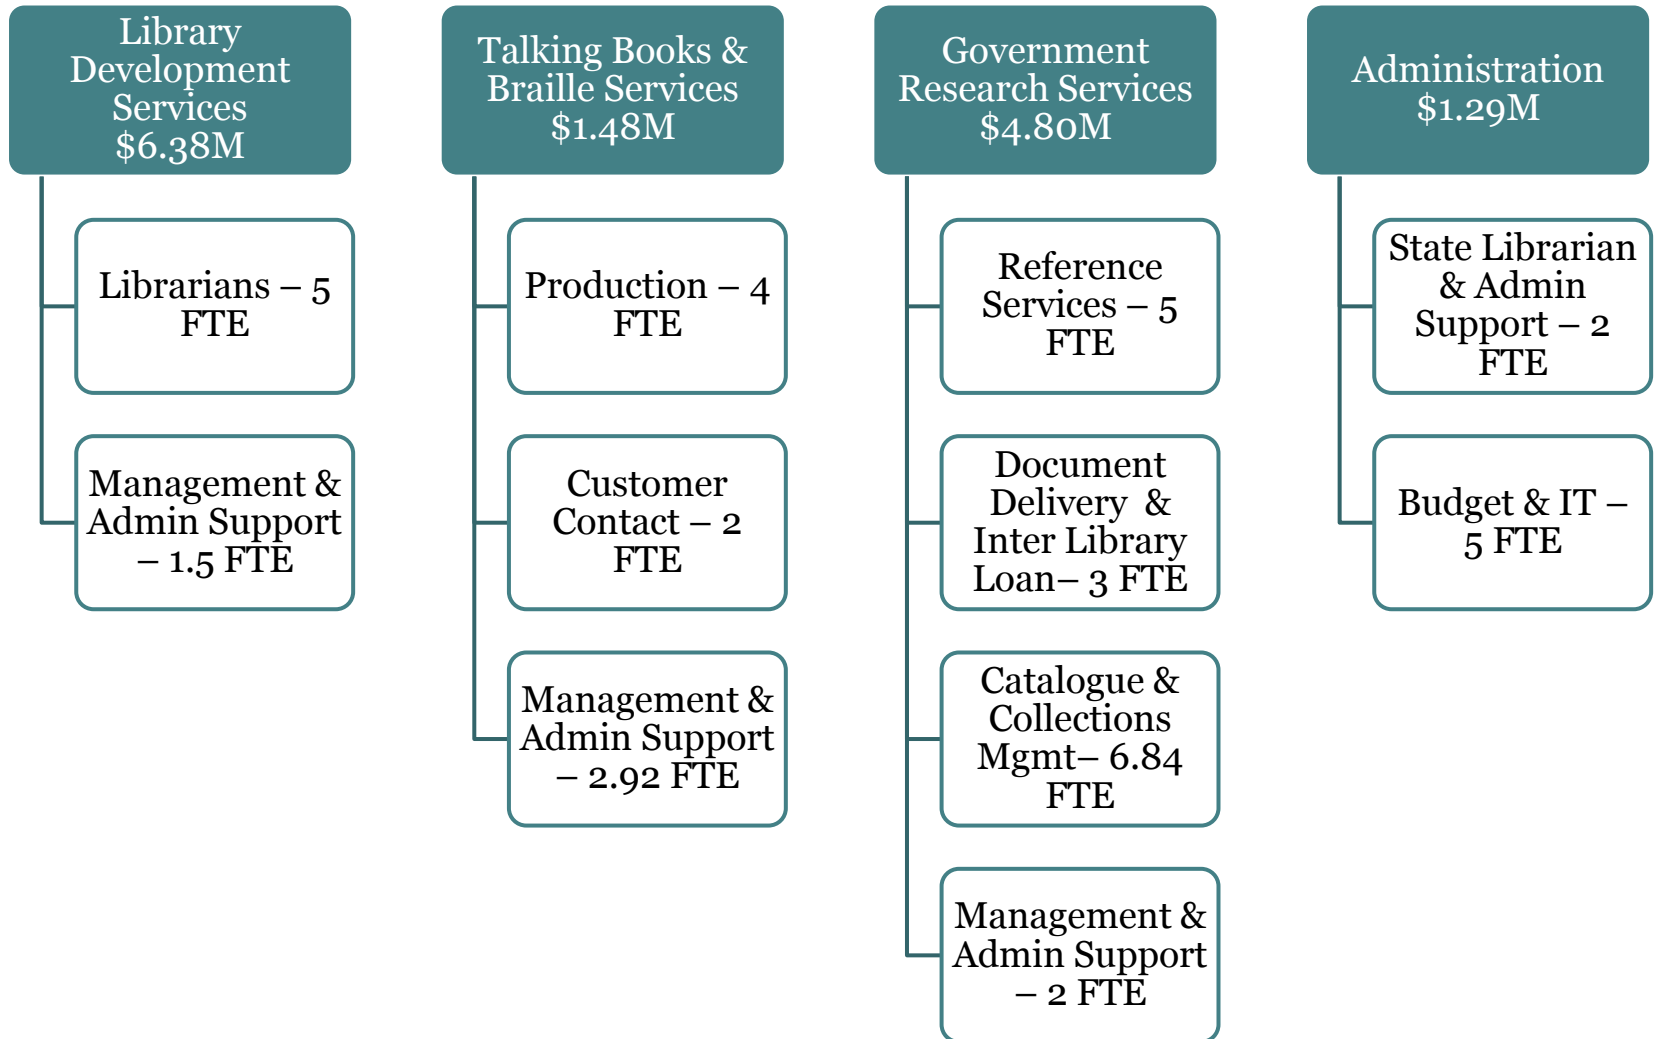 Library
Development
Services
$6.38M
Librarians – 5
FTE
Management &
Admin Support
– 1.5 FTE
Talking Books &
Braille Services
$1.48M
Production – 4
FTE
Customer
Contact – 2
FTE
Management &
Admin Support
– 2.92 FTE
Government
Research Services
$4.80M
Reference
Services – 5
FTE
Document
Delivery  &
Inter Library
Loan– 3 FTE
Catalogue &
Collections
Mgmt– 6.84
FTE
Management &
Admin Support
– 2 FTE
Administration
$1.29M
State Librarian
& Admin
Support – 2
FTE
Budget & IT –
5 FTE